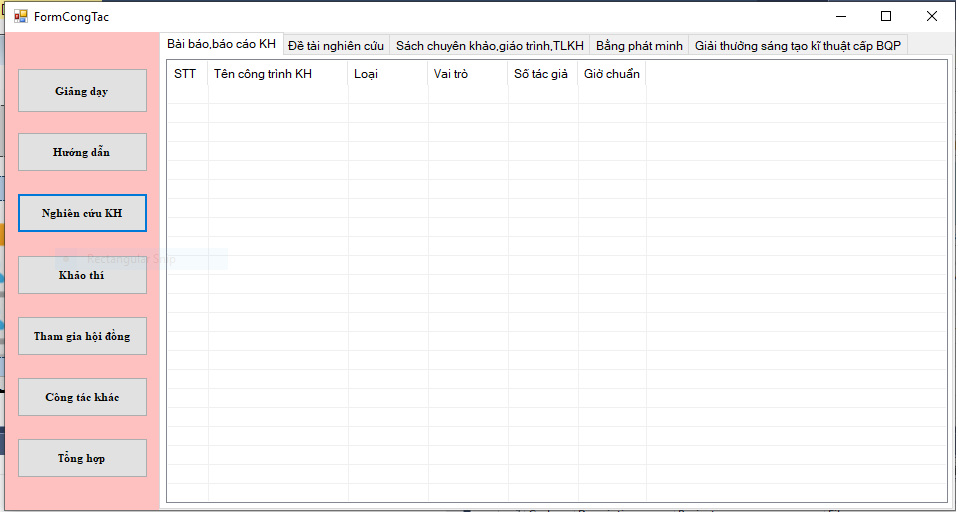 FormCongTac
Giảng dạy
Hướng dẫn
Nghiên cứu KH
Rectangular Snip
Khảo thí
Tham gia hội đồng
Công tác khác
Tổng hợp
Bài báo,báo cáo KH Đề tài nghiên cứu Sách chuyên khảo,giáo trình,TLKH Bằng phát minh Giải thưởng sáng tạo kĩ thuật cấp BQP
STT Tên công trình KH Loại Vai trò Số tác giả Giờ chuẩn